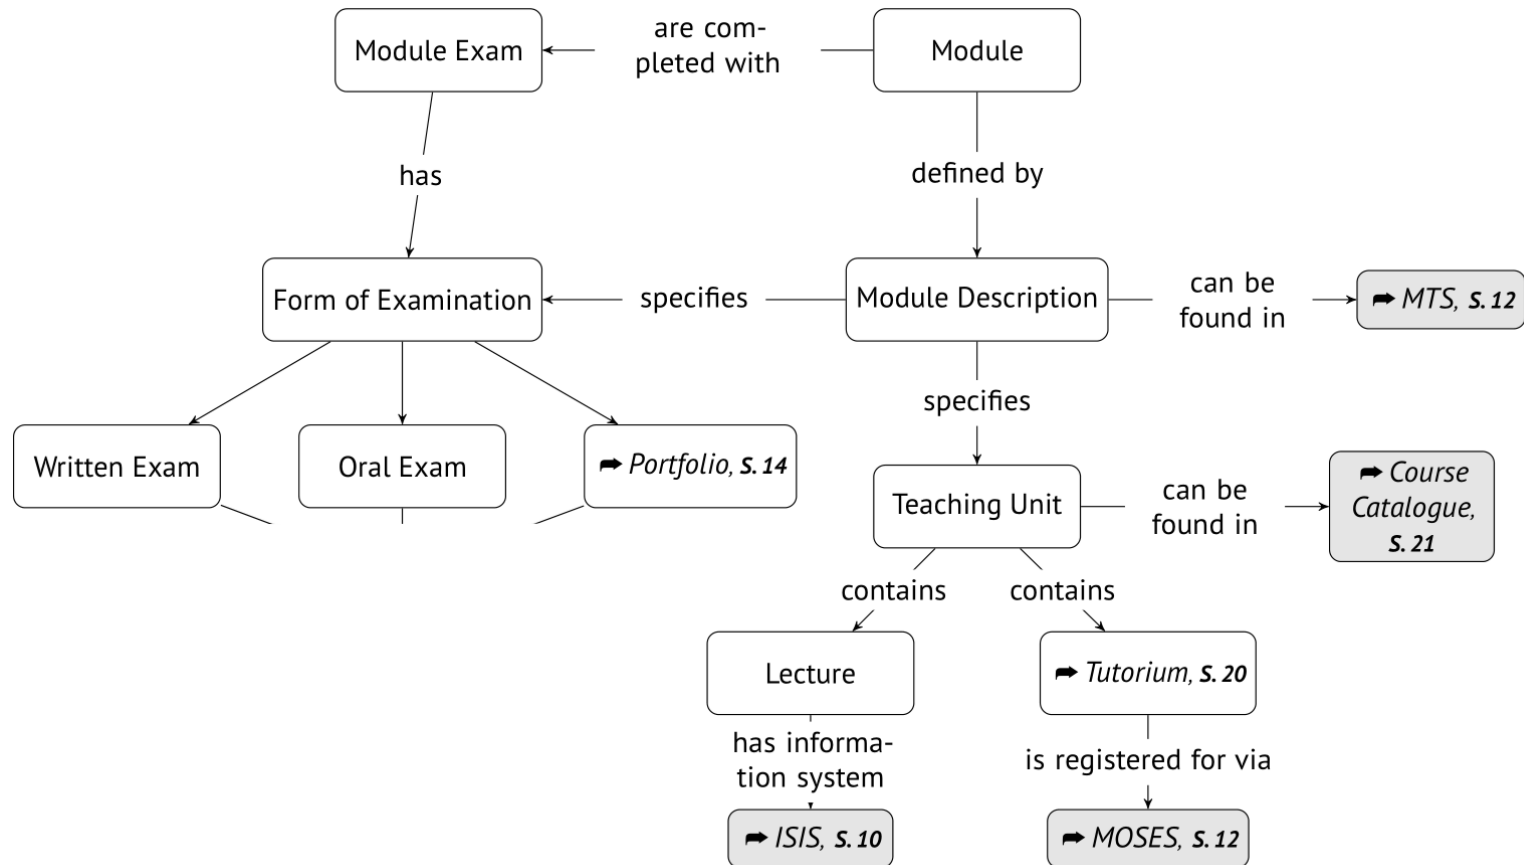 are com-
pleted with
Module Exam
Module
has
defined by
Form of Examination
specifies
Module Description
can be
found in
➦ MTS, S. 12
specifies
Written Exam
Oral Exam
➦ Portfolio, S. 14
Teaching Unit
can be
found in
➦ Course
Catalogue,
S. 21
contains
contains
Lecture
➦ Tutorium, S. 20
has informa-
tion system
is registered for via
➦ ISIS, S. 10
➦ MOSES, S. 12